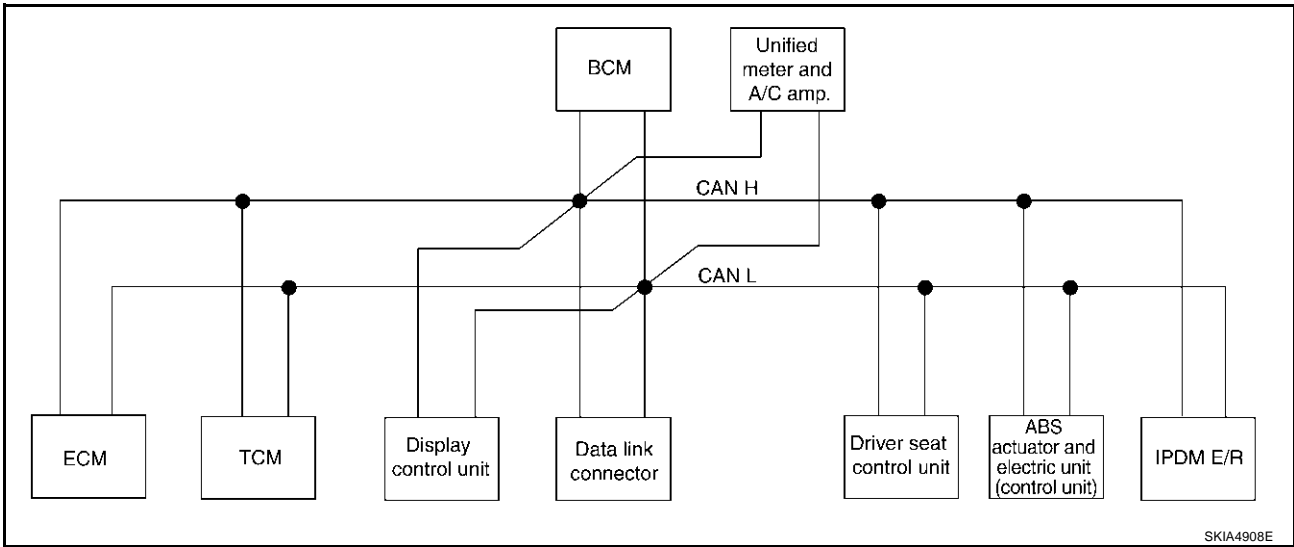 BCM
Unified
meter and
A/C amp.
CAN H
CAN L
ECM
TCM
Display
control unit
Data link
connector
Driver seat
control unit
ABS
actuator and
electric unit
(control unit)
IPDM E/R
SKIA4908E